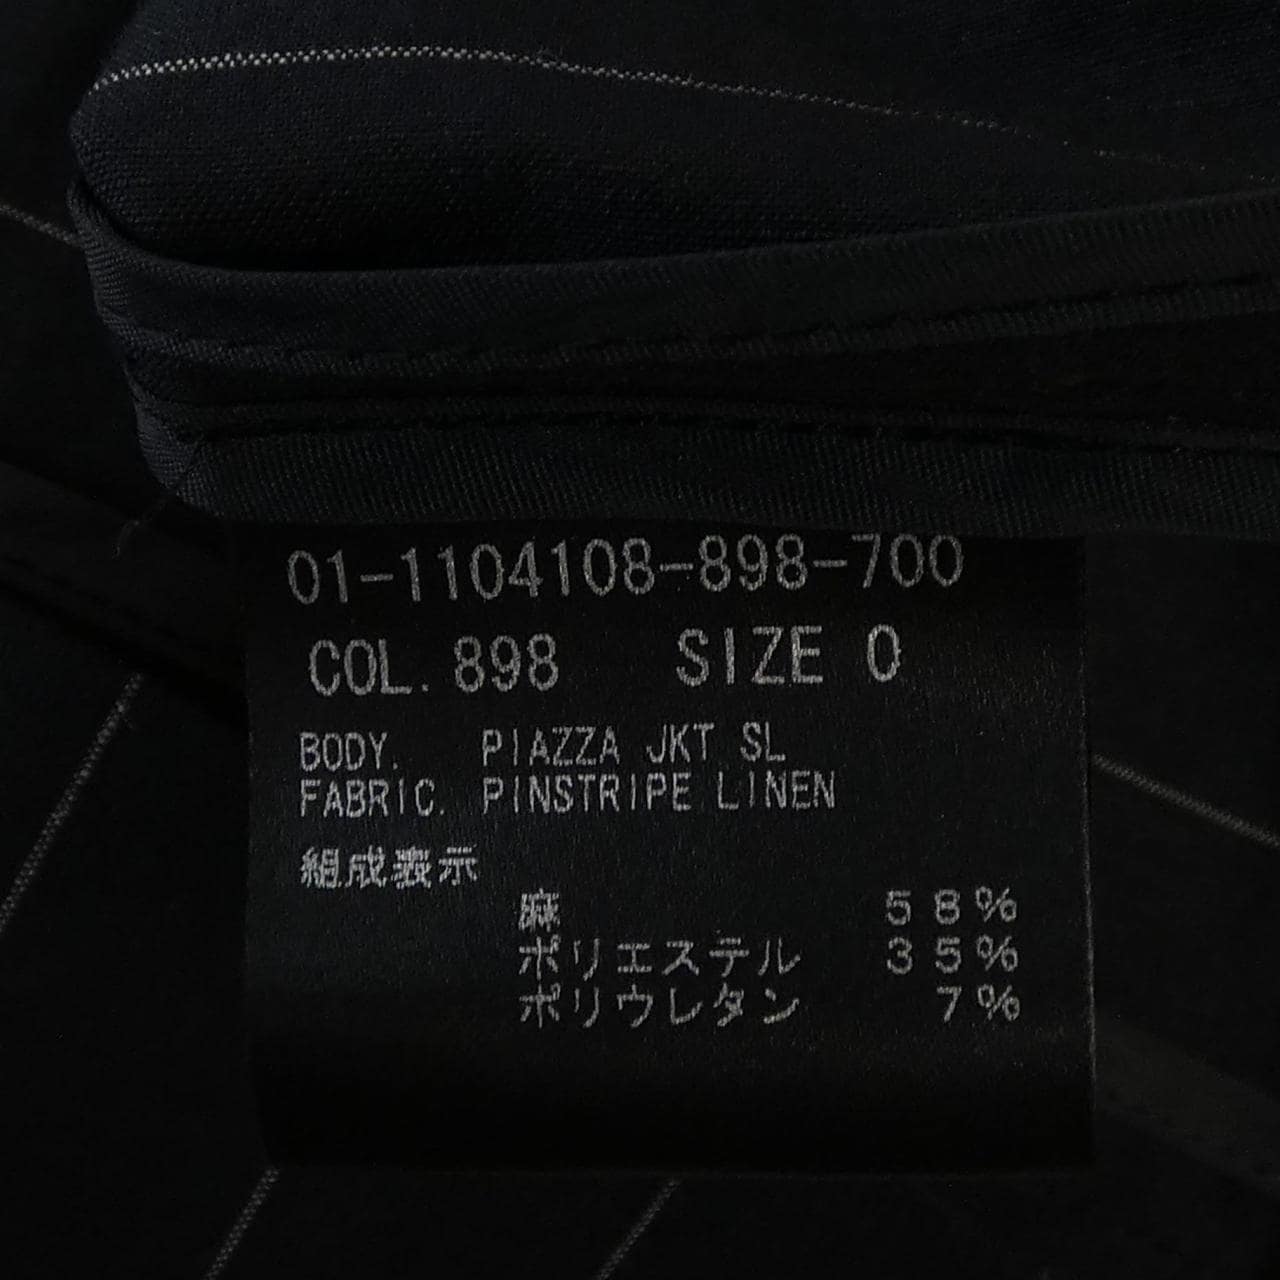 01-1104108-898-700
COL. 898 SIZE 0
BODY. PIAZZA JKT SL
FABRIC. PINSTRIPE LINEN
組成表示
麻 58%
ポリエステル 35%
ポリウレタン 7%